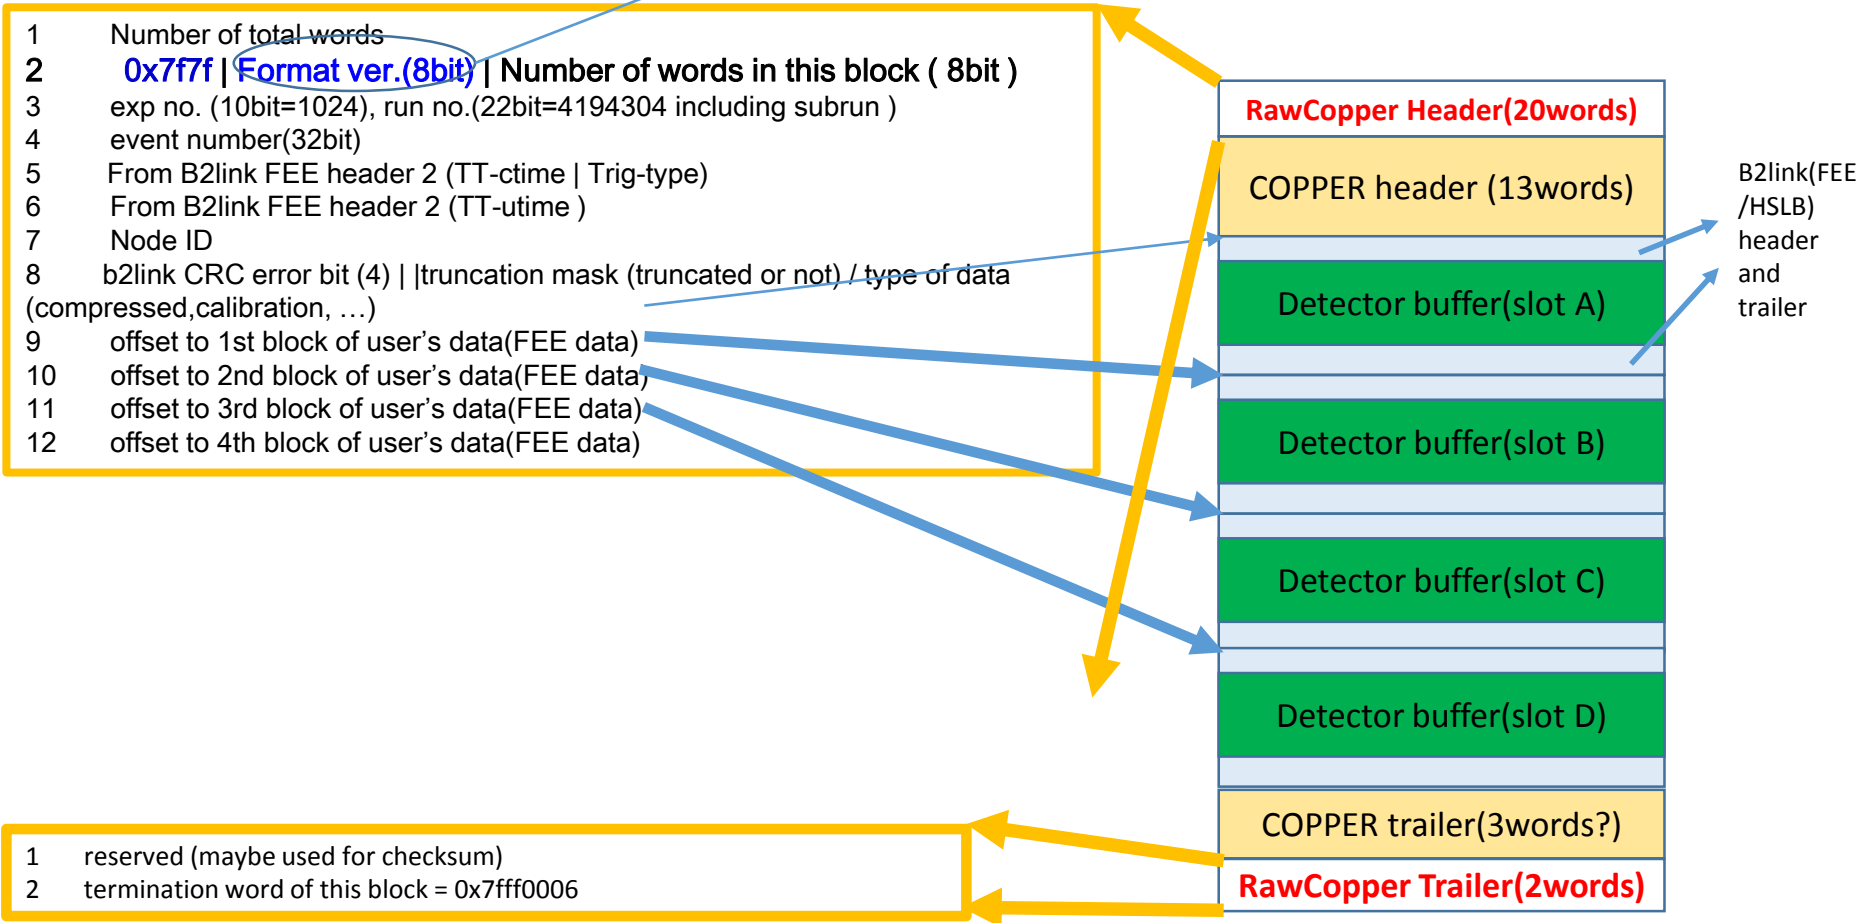 1 Number of total words
2 0x7f7f | Format ver.(8bit) | Number of words in this block ( 8bit )
3 exp no. (10bit=1024), run no.(22bit=4194304 including subrun )
4 event number(32bit)
5 From B2link FEE header 2 (TT-ctime | Trig-type)
6 From B2link FEE header 2 (TT-utime )
7 Node ID
8 b2link CRC error bit (4) | |truncation mask (truncated or not) / type of data
(compressed,calibration, …)
9 offset to 1st block of user’s data(FEE data)
10 offset to 2nd block of user’s data(FEE data)
11 offset to 3rd block of user’s data(FEE data)
12 offset to 4th block of user’s data(FEE data)
RawCopper Header(20words)
COPPER header (13words)
Detector buffer(slot A)
Detector buffer(slot B)
Detector buffer(slot C)
Detector buffer(slot D)
COPPER trailer(3words?)
RawCopper Trailer(2words)
B2link(FEE
/HSLB)
header
and
trailer
1 reserved (maybe used for checksum)
2 termination word of this block = 0x7fff0006